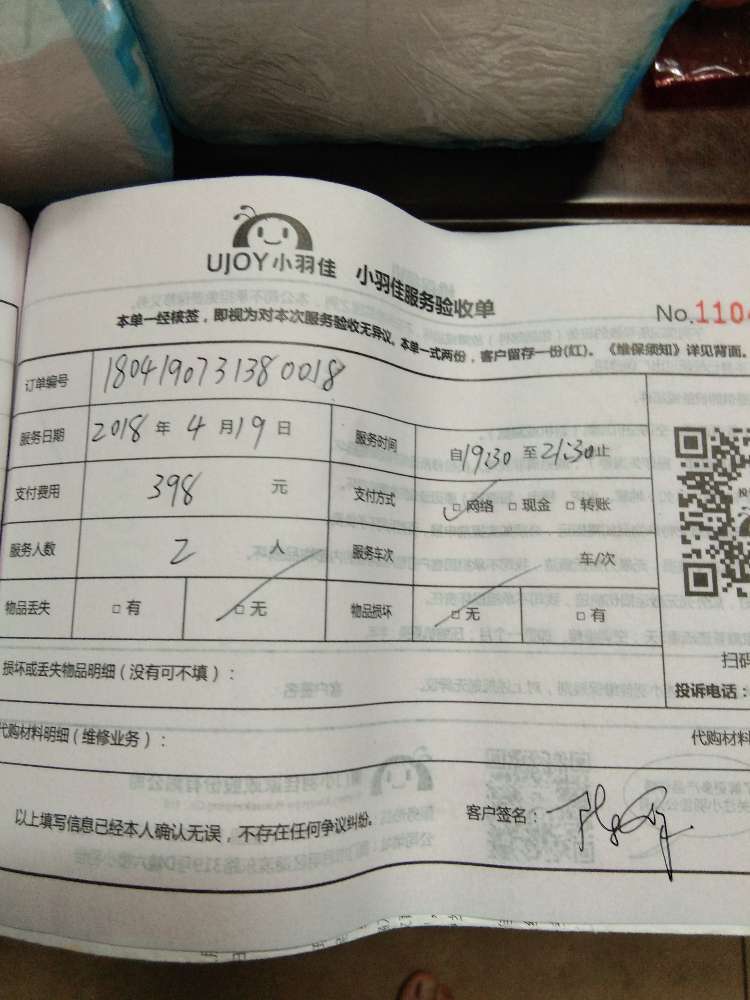 UJOY小羽佳 小羽佳服务验收单
No.1104
本单一经核签，即视为对本次服务验收无异议。本单一式两份，客户留存一份(红)。《维保须知》详见背面。
订单编号 1804190731380018
服务日期 2018 年 4 月 19 日 服务时间 自 19:30 至 21:30 止
支付费用 398 元 支付方式 □ 网络 □ 现金 □ 转账
服务人数 2 人 服务车次 车/次
物品丢失 □ 有 □ 无 物品损坏 □ 无 □ 有
扫码
损坏或丢失物品明细（没有可不填）：
投诉电话：
代购材料明细（维修业务）： 代购材料
以上填写信息已经本人确认无误，不存在任何争议纠纷。 客户签名：